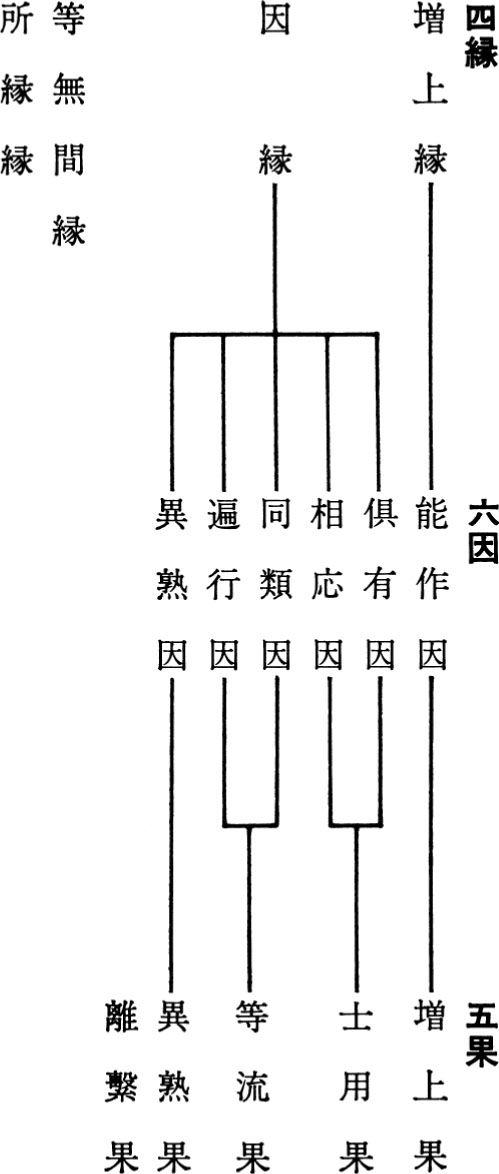 四縁
増上縁
因縁
等無間縁
所縁縁
六因
能作因
倶有因
相応因
同類因
遍行因
異熟因
五果
増上果
士用果
等流果
異熟果
離繫果